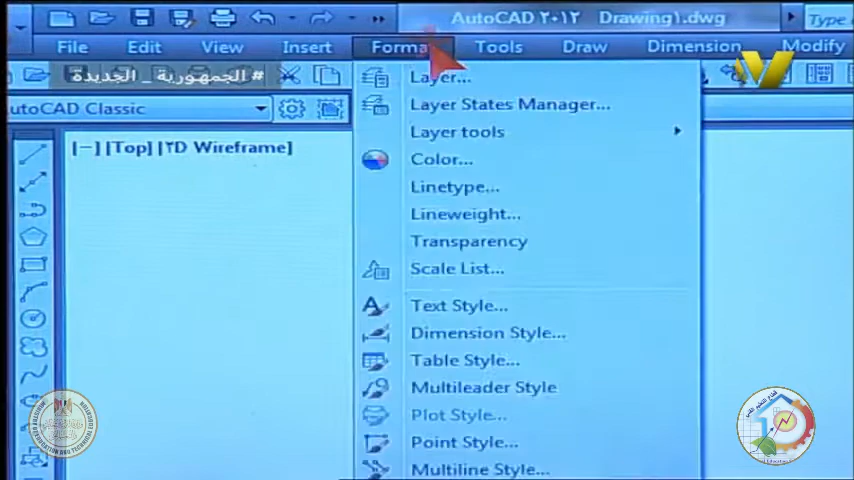 AutoCAD ٢٠١٢ Drawing1.dwg
Type
File Edit View Insert Format Tools Draw Dimension Modify
# الجمهورية _ الجديدة
AutoCAD Classic
[−] [Top] [٢D Wireframe]
Layer...
Layer States Manager...
Layer tools
Color...
Linetype...
Lineweight...
Transparency
Scale List...
Text Style...
Dimension Style...
Table Style...
Multileader Style
Plot Style...
Point Style...
Multiline Style...